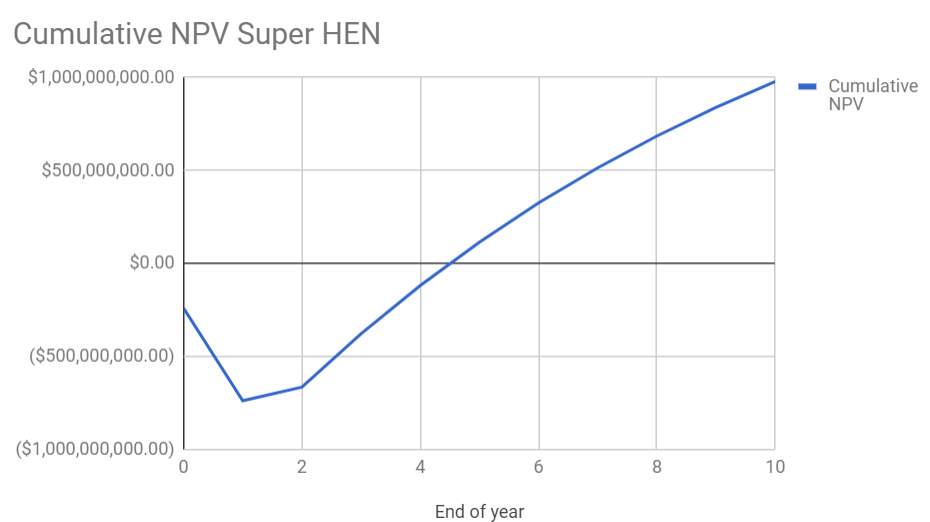 Cumulative NPV Super HEN
$1,000,000,000.00
$500,000,000.00
$0.00
($500,000,000.00)
($1,000,000,000.00)
0 2 4 6 8 10
End of year
Cumulative
NPV